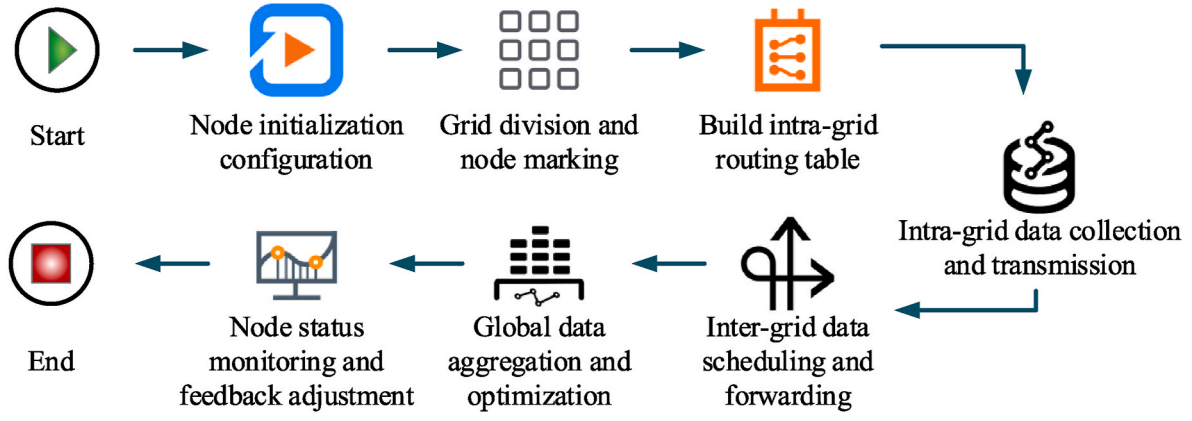 Start
Node initialization
configuration
Grid division and
node marking
Build intra-grid
routing table
Intra-grid data collection
and transmission
Inter-grid data
scheduling and
forwarding
Global data
aggregation and
optimization
Node status
monitoring and
feedback adjustment
End